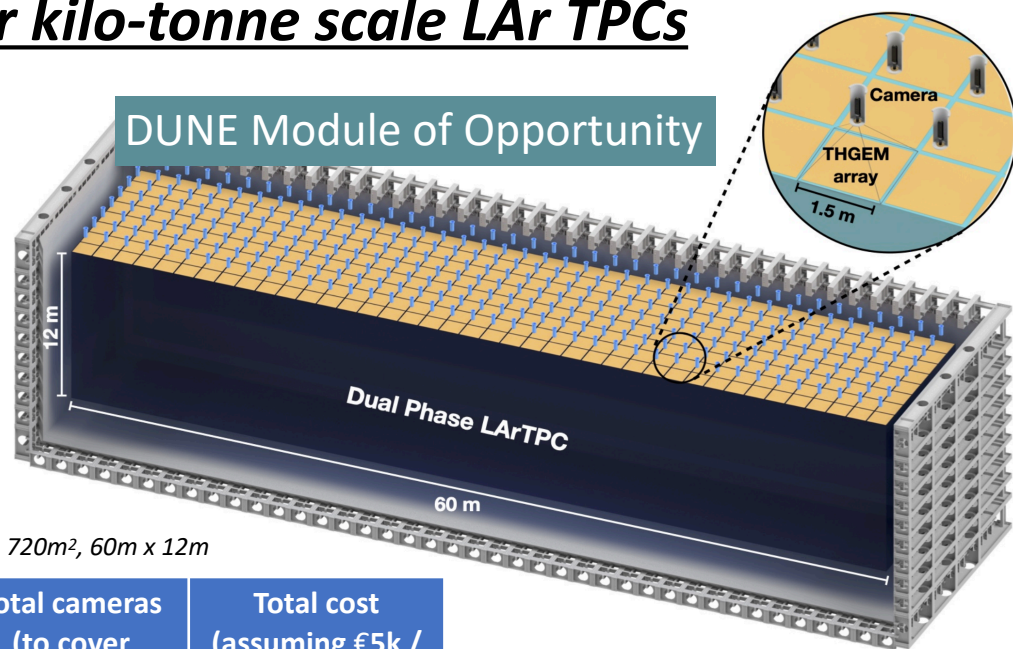 r kilo-tonne scale LAr TPCs
DUNE Module of Opportunity
Camera
THGEM
array
1.5 m
12 m
Dual Phase LArTPC
60 m
720m², 60m x 12m
otal cameras
(to cover
Total cost
(assuming €5k /